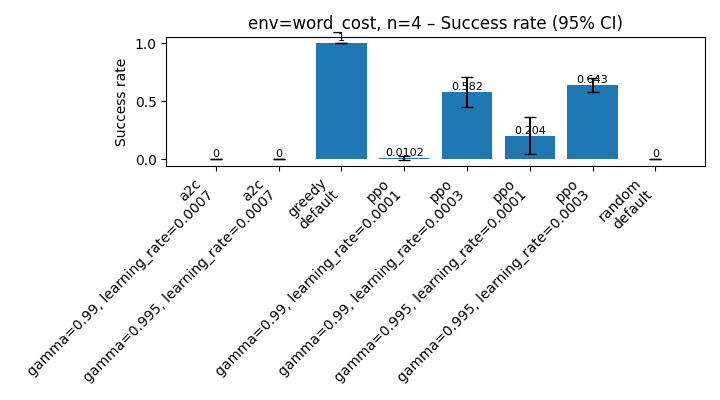 env=word_cost, n=4 – Success rate (95% CI)
Success rate
1.0
0.5
0.0
0
0
1
0.0102
0.582
0.204
0.643
0
a2c
gamma=0.99, learning_rate=0.0007
a2c
gamma=0.995, learning_rate=0.0007
greedy
default
ppo
gamma=0.99, learning_rate=0.0001
ppo
gamma=0.99, learning_rate=0.0003
ppo
gamma=0.995, learning_rate=0.0001
ppo
gamma=0.995, learning_rate=0.0003
random
default